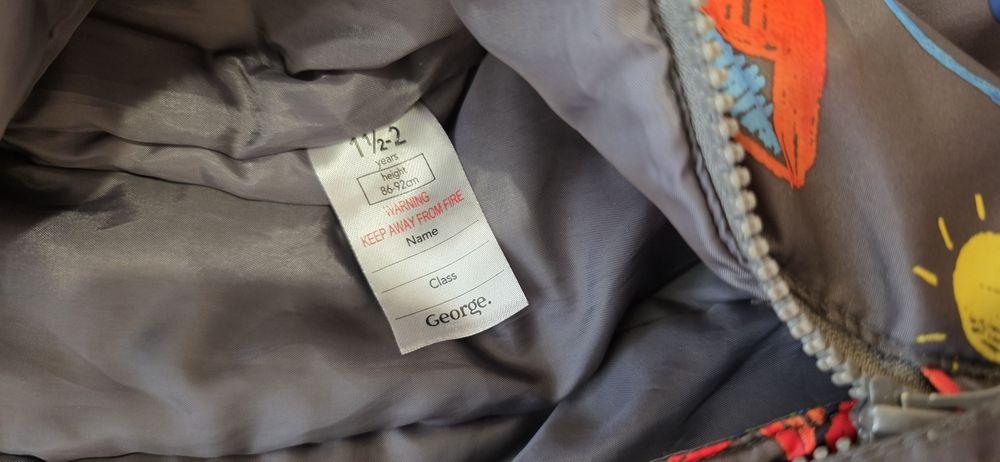 1½-2
years
height
86-92cm
WARNING
KEEP AWAY FROM FIRE
Name
Class
George.